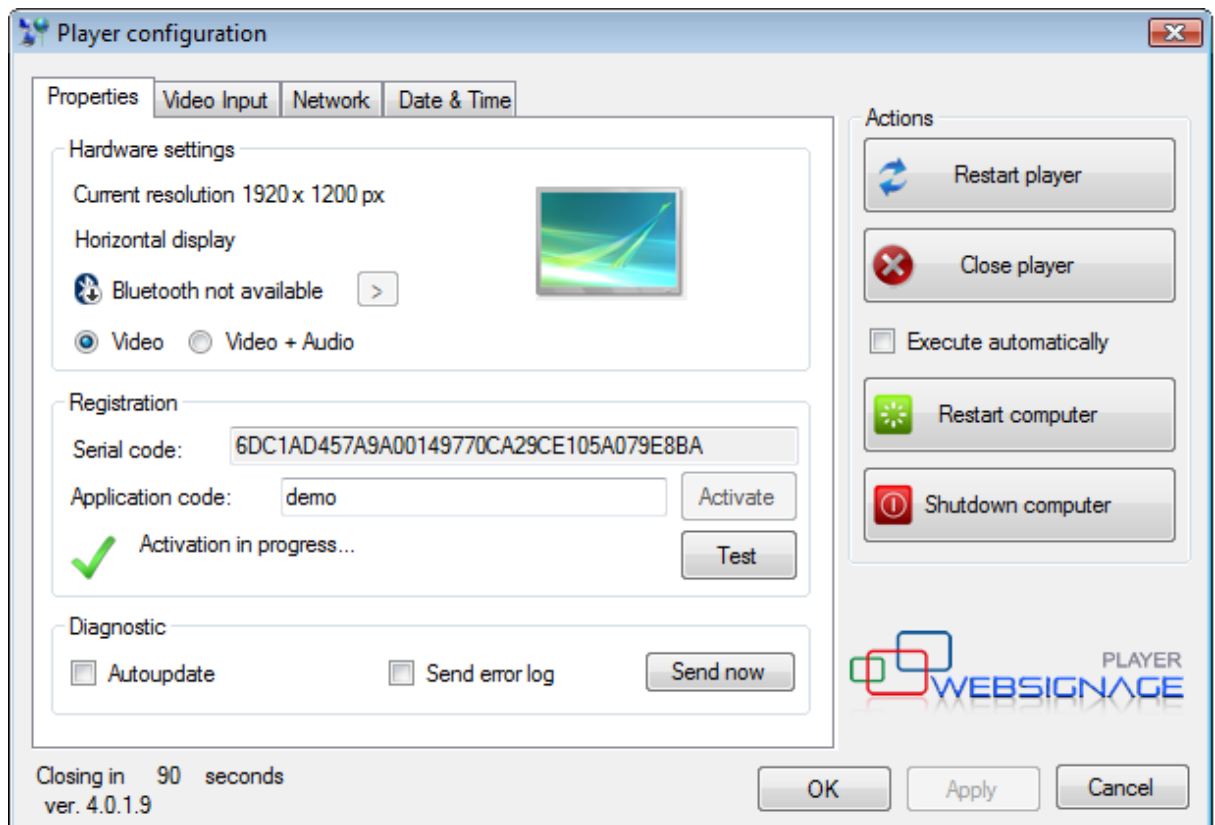 Player configuration
Properties Video Input Network Date & Time
Hardware settings
Current resolution 1920 x 1200 px
Horizontal display
Bluetooth not available >
Video Video + Audio
Registration
Serial code: 6DC1AD457A9A00149770CA29CE105A079E8BA
Application code: demo Activate
Activation in progress... Test
Diagnostic
Autoupdate Send error log Send now
Actions
Restart player
Close player
Execute automatically
Restart computer
Shutdown computer
PLAYER
WEBSIGNAGE
Closing in 90 seconds
ver. 4.0.1.9
OK Apply Cancel